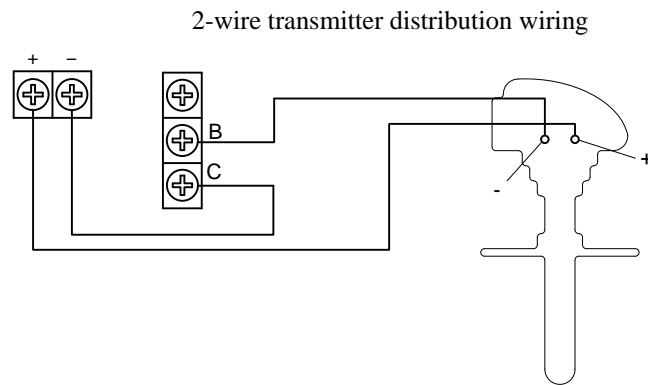 2-wire transmitter distribution wiring
+ −
B
C
- +